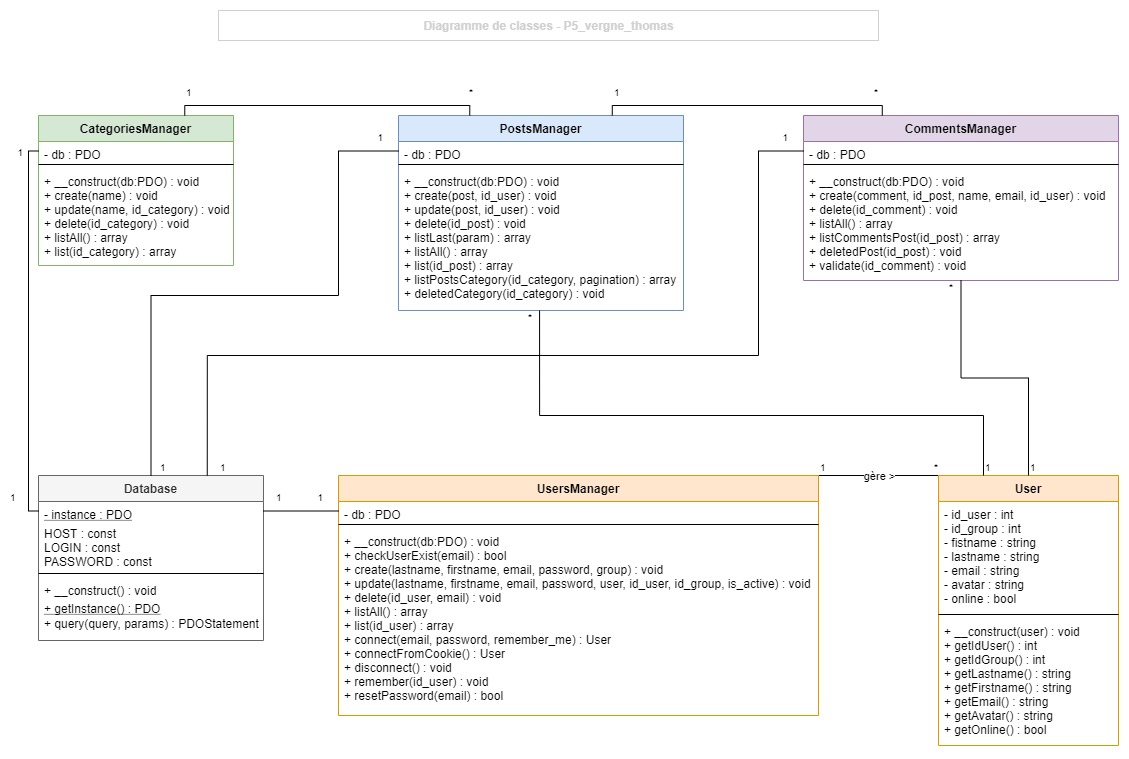 Diagramme de classes - P5_vergne_thomas
1
*
1
*
CategoriesManager
- db : PDO
+ __construct(db:PDO) : void
+ create(name) : void
+ update(name, id_category) : void
+ delete(id_category) : void
+ listAll() : array
+ list(id_category) : array
1
PostsManager
- db : PDO
+ __construct(db:PDO) : void
+ create(post, id_user) : void
+ update(post, id_user) : void
+ delete(id_post) : void
+ listLast(param) : array
+ listAll() : array
+ list(id_post) : array
+ listPostsCategory(id_category, pagination) : array
+ deletedCategory(id_category) : void
1
*
CommentsManager
- db : PDO
+ __construct(db:PDO) : void
+ create(comment, id_post, name, email, id_user) : void
+ delete(id_comment) : void
+ listAll() : array
+ listCommentsPost(id_post) : array
+ deletedPost(id_post) : void
+ validate(id_comment) : void
1
*
1
1
1
Database
- instance : PDO
HOST : const
LOGIN : const
PASSWORD : const
+ __construct() : void
+ getInstance() : PDO
+ query(query, params) : PDOStatement
1
1
UsersManager
- db : PDO
+ __construct(db:PDO) : void
+ checkUserExist(email) : bool
+ create(lastname, firstname, email, password, group) : void
+ update(lastname, firstname, email, password, user, id_user, id_group, is_active) : void
+ delete(id_user, email) : void
+ listAll() : array
+ list(id_user) : array
+ connect(email, password, remember_me) : User
+ connectFromCookie() : User
+ disconnect() : void
+ remember(id_user) : void
+ resetPassword(email) : bool
1
gère >
*
1
1
User
- id_user : int
- id_group : int
- fistname : string
- lastname : string
- email : string
- avatar : string
- online : bool
+ __construct(user) : void
+ getIdUser() : int
+ getIdGroup() : int
+ getLastname() : string
+ getFirstname() : string
+ getEmail() : string
+ getAvatar() : string
+ getOnline() : bool